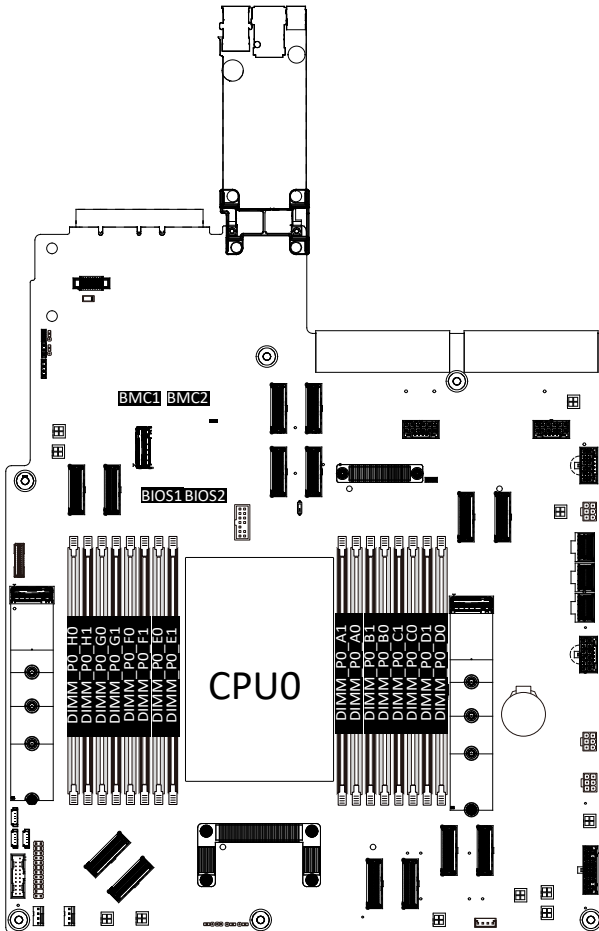 BMC1 BMC2
BIOS1 BIOS2
DIMM_P0_H0
DIMM_P0_H1
DIMM_P0_G0
DIMM_P0_G1
DIMM_P0_F0
DIMM_P0_F1
DIMM_P0_E0
DIMM_P0_E1
CPU0
DIMM_P0_A1
DIMM_P0_A0
DIMM_P0_B1
DIMM_P0_B0
DIMM_P0_C1
DIMM_P0_C0
DIMM_P0_D1
DIMM_P0_D0